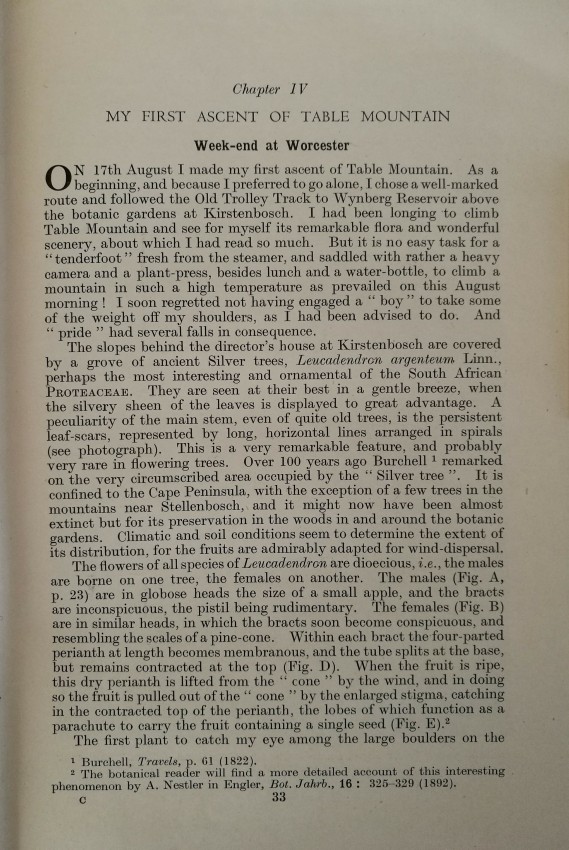 Chapter IV
MY FIRST ASCENT OF TABLE MOUNTAIN
Week-end at Worcester
ON 17th August I made my first ascent of Table Mountain. As a
beginning, and because I preferred to go alone, I chose a well-marked
route and followed the Old Trolley Track to Wynberg Reservoir above
the botanic gardens at Kirstenbosch. I had been longing to climb
Table Mountain and see for myself its remarkable flora and wonderful
scenery, about which I had read so much. But it is no easy task for a
“tenderfoot” fresh from the steamer, and saddled with rather a heavy
camera and a plant-press, besides lunch and a water-bottle, to climb a
mountain in such a high temperature as prevailed on this August
morning ! I soon regretted not having engaged a “ boy ” to take some
of the weight off my shoulders, as I had been advised to do. And
“ pride ” had several falls in consequence.
The slopes behind the director's house at Kirstenbosch are covered
by a grove of ancient Silver trees, Leucadendron argenteum Linn.,
perhaps the most interesting and ornamental of the South African
PROTEACEAE. They are seen at their best in a gentle breeze, when
the silvery sheen of the leaves is displayed to great advantage. A
peculiarity of the main stem, even of quite old trees, is the persistent
leaf-scars, represented by long, horizontal lines arranged in spirals
(see photograph). This is a very remarkable feature, and probably
very rare in flowering trees. Over 100 years ago Burchell ¹ remarked
on the very circumscribed area occupied by the “ Silver tree ”. It is
confined to the Cape Peninsula, with the exception of a few trees in the
mountains near Stellenbosch, and it might now have been almost
extinct but for its preservation in the woods in and around the botanic
gardens. Climatic and soil conditions seem to determine the extent of
its distribution, for the fruits are admirably adapted for wind-dispersal.
The flowers of all species of Leucadendron are dioecious, i.e., the males
are borne on one tree, the females on another. The males (Fig. A,
p. 23) are in globose heads the size of a small apple, and the bracts
are inconspicuous, the pistil being rudimentary. The females (Fig. B)
are in similar heads, in which the bracts soon become conspicuous, and
resembling the scales of a pine-cone. Within each bract the four-parted
perianth at length becomes membranous, and the tube splits at the base,
but remains contracted at the top (Fig. D). When the fruit is ripe,
this dry perianth is lifted from the “ cone ” by the wind, and in doing
so the fruit is pulled out of the “ cone ” by the enlarged stigma, catching
in the contracted top of the perianth, the lobes of which function as a
parachute to carry the fruit containing a single seed (Fig. E).²
The first plant to catch my eye among the large boulders on the
¹ Burchell, Travels, p. 61 (1822).
² The botanical reader will find a more detailed account of this interesting
phenomenon by A. Nestler in Engler, Bot. Jahrb., 16 : 325–329 (1892).
C 33